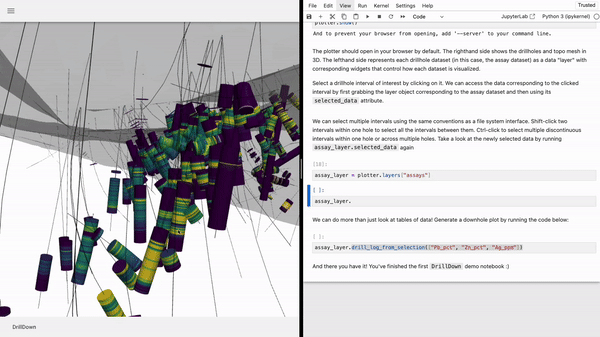 DrillDown
File Edit View Run Kernel Settings Help Trusted
Code JupyterLab Python 3 (ipykernel)
And to prevent your browser from opening, add '--server' to your command line.
The plotter should open in your browser by default. The righthand side shows the drillholes and topo mesh in
3D. The lefthand side represents each drillhole dataset (in this case, the assay dataset) as a data "layer" with
corresponding widgets that control how each dataset is visualized.
Select a drillhole interval of interest by clicking on it. We can access the data corresponding to the clicked
interval by first grabbing the layer object corresponding to the assay dataset and then using its
selected_data attribute.
We can select multiple intervals using the same conventions as a file system interface. Shift-click two
intervals within one hole to select all the intervals between them. Ctrl-click to select multiple discontinuous
intervals within one hole or across multiple holes. Take a look at the newly selected data by running
assay_layer.selected_data again
assay_layer = plotter.layers["assays"]
[ ]:
assay_layer.
We can do more than just look at tables of data! Generate a downhole plot by running the code below:
[ ]:
assay_layer.drill_log_from_selection(["Pb_pct", "Zn_pct", "Ag_ppm"])
And there you have it! You've finished the first DrillDown demo notebook :)